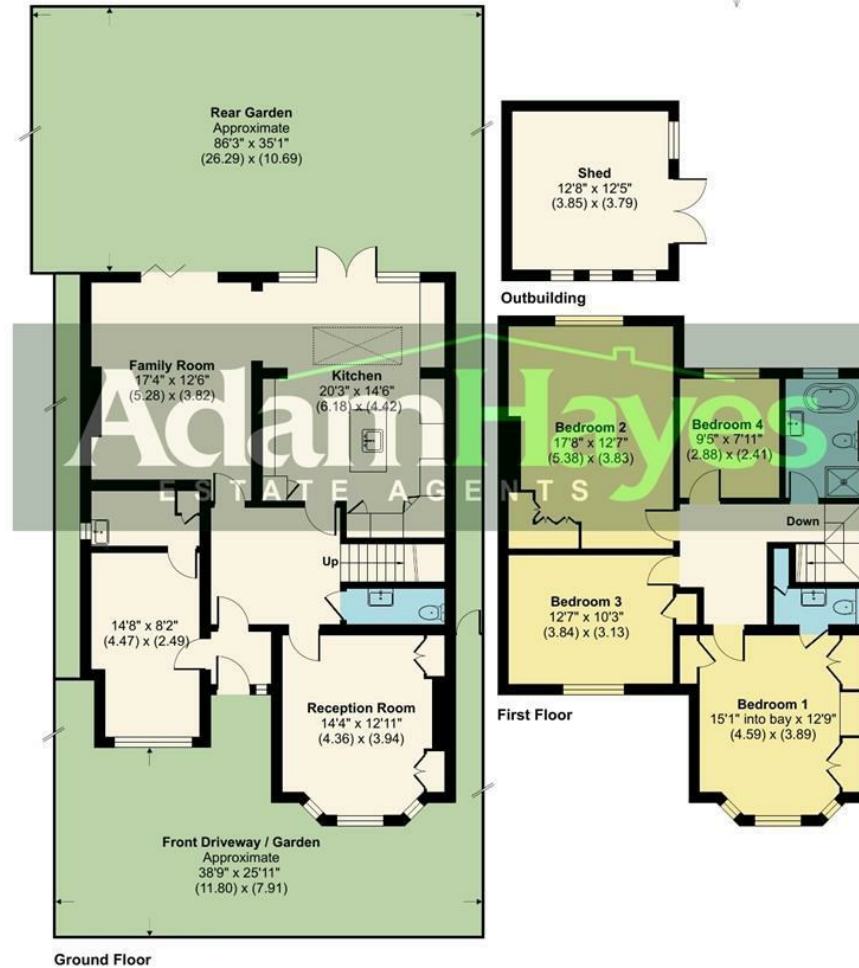 Rear Garden
Approximate
86'3" x 35'1"
(26.29) x (10.69)
Shed
12'8" x 12'5"
(3.85) x (3.79)
Outbuilding
Family Room
17'4" x 12'6"
(5.28) x (3.82)
Kitchen
20'3" x 14'6"
(6.18) x (4.42)
Bedroom 2
17'8" x 12'7"
(5.38) x (3.83)
Bedroom 4
9'5" x 7'11"
(2.88) x (2.41)
AdamHayes
ESTATE AGENTS
Up
Down
14'8" x 8'2"
(4.47) x (2.49)
Bedroom 3
12'7" x 10'3"
(3.84) x (3.13)
Reception Room
14'4" x 12'11"
(4.36) x (3.94)
Bedroom 1
15'1" into bay x 12'9"
(4.59) x (3.89)
First Floor
Front Driveway / Garden
Approximate
38'9" x 25'11"
(11.80) x (7.91)
Ground Floor